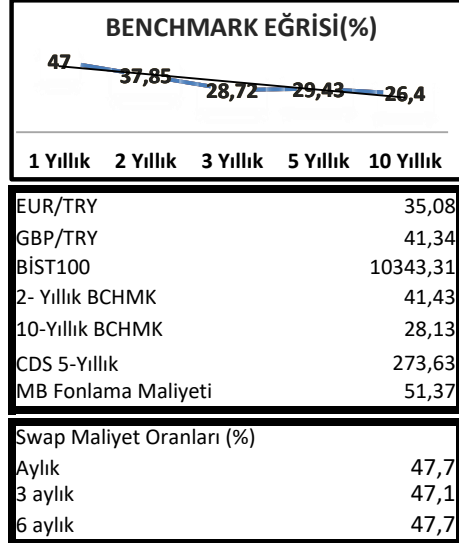 BENCHMARK EĞRİSİ(%)
47 37,85 28,72 29,43 26,4
1 Yıllık 2 Yıllık 3 Yıllık 5 Yıllık 10 Yıllık
EUR/TRY 35,08
GBP/TRY 41,34
BİST100 10343,31
2- Yıllık BCHMK 41,43
10-Yıllık BCHMK 28,13
CDS 5-Yıllık 273,63
MB Fonlama Maliyeti 51,37
Swap Maliyet Oranları (%)
Aylık 47,7
3 aylık 47,1
6 aylık 47,7